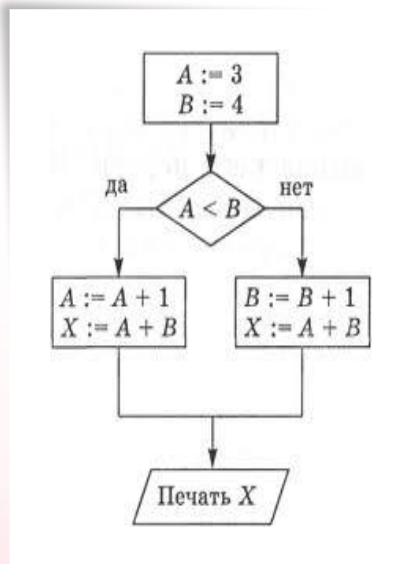 A := 3
B := 4
да
нет
A < B
A := A + 1
X := A + B
B := B + 1
X := A + B
Печать X